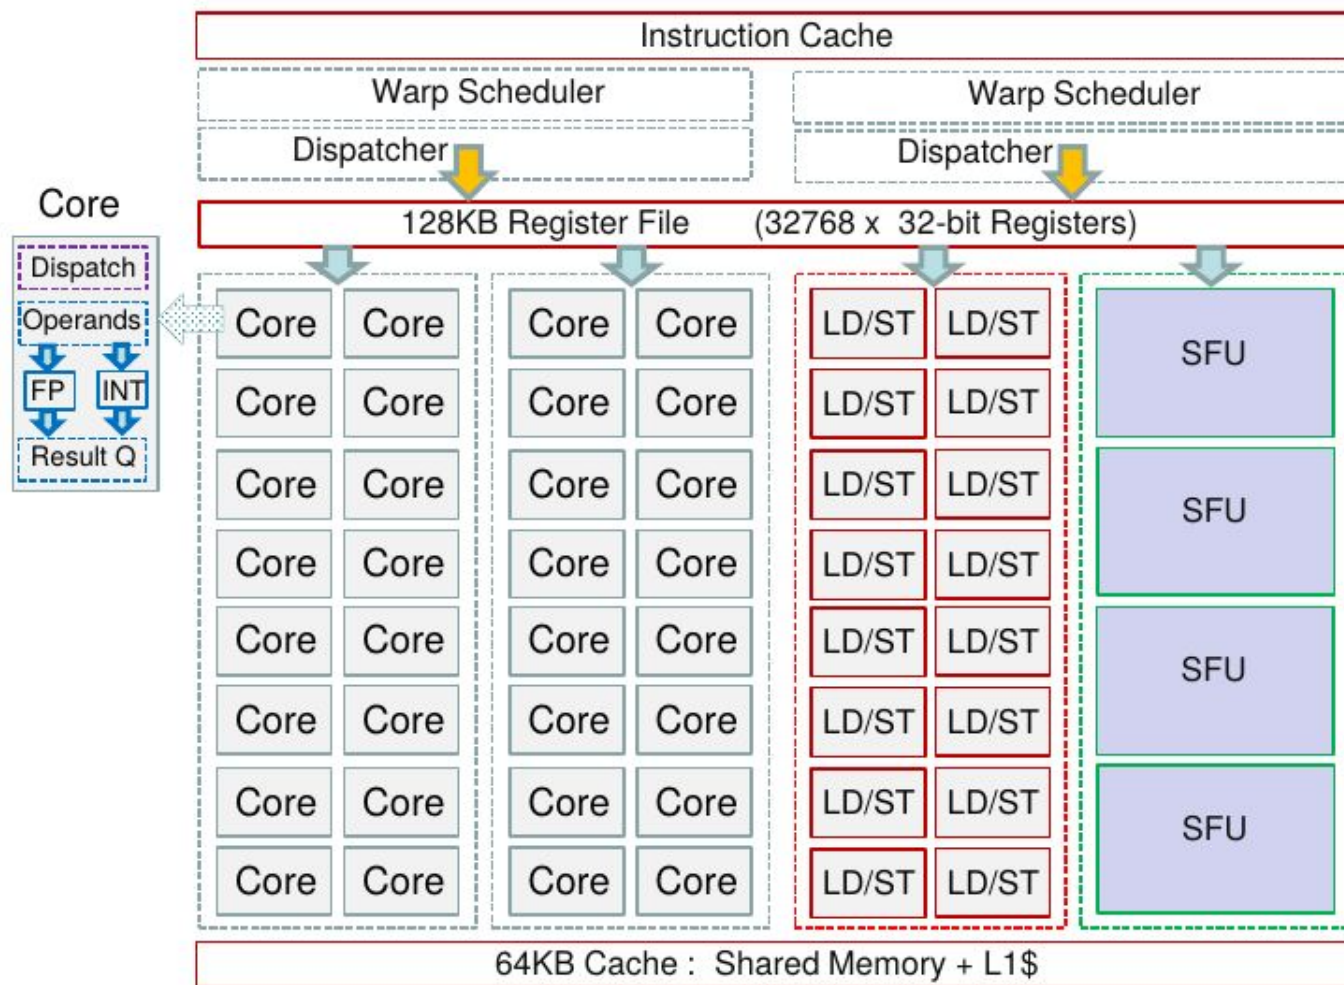 Instruction Cache
Warp Scheduler Warp Scheduler
Dispatcher Dispatcher
128KB Register File (32768 x 32-bit Registers)
Core
Dispatch
Operands
FP INT
Result Q
Core Core Core Core LD/ST LD/ST SFU
Core Core Core Core LD/ST LD/ST
Core Core Core Core LD/ST LD/ST SFU
Core Core Core Core LD/ST LD/ST
Core Core Core Core LD/ST LD/ST SFU
Core Core Core Core LD/ST LD/ST
Core Core Core Core LD/ST LD/ST SFU
Core Core Core Core LD/ST LD/ST
64KB Cache : Shared Memory + L1$